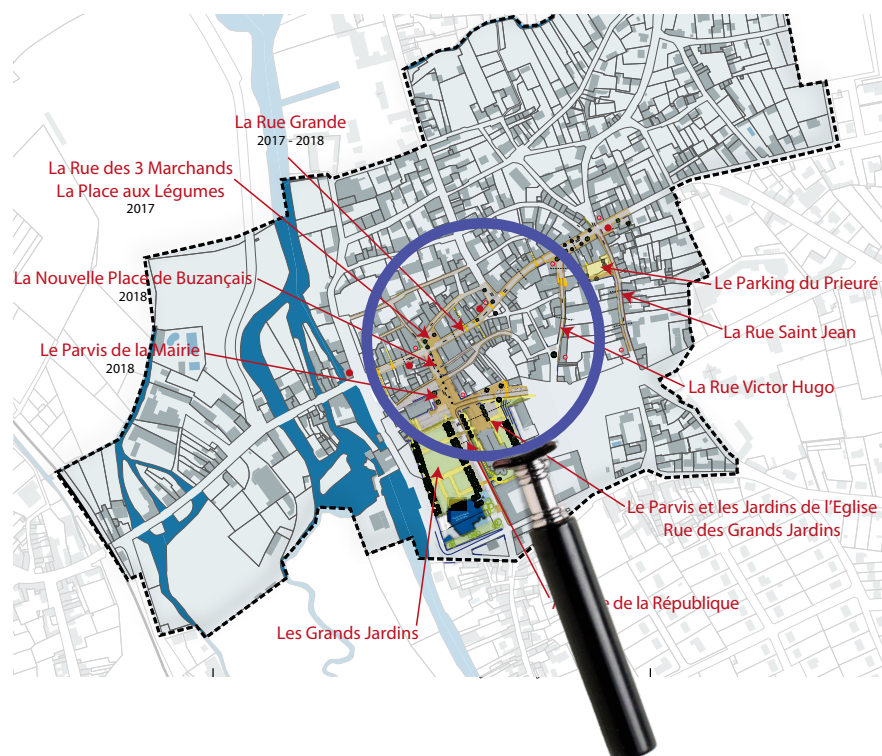 La Rue Grande
2017 - 2018
La Rue des 3 Marchands
La Place aux Légumes
2017
La Nouvelle Place de Buzançais
2018
Le Parvis de la Mairie
2018
Le Parking du Prieuré
La Rue Saint Jean
La Rue Victor Hugo
Le Parvis et les Jardins de l'Eglise
Rue des Grands Jardins
de la République
Les Grands Jardins